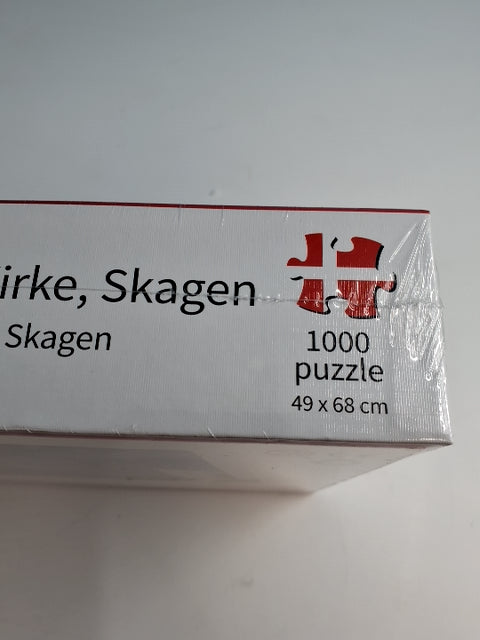 irke, Skagen
Skagen
1000
puzzle
49 x 68 cm